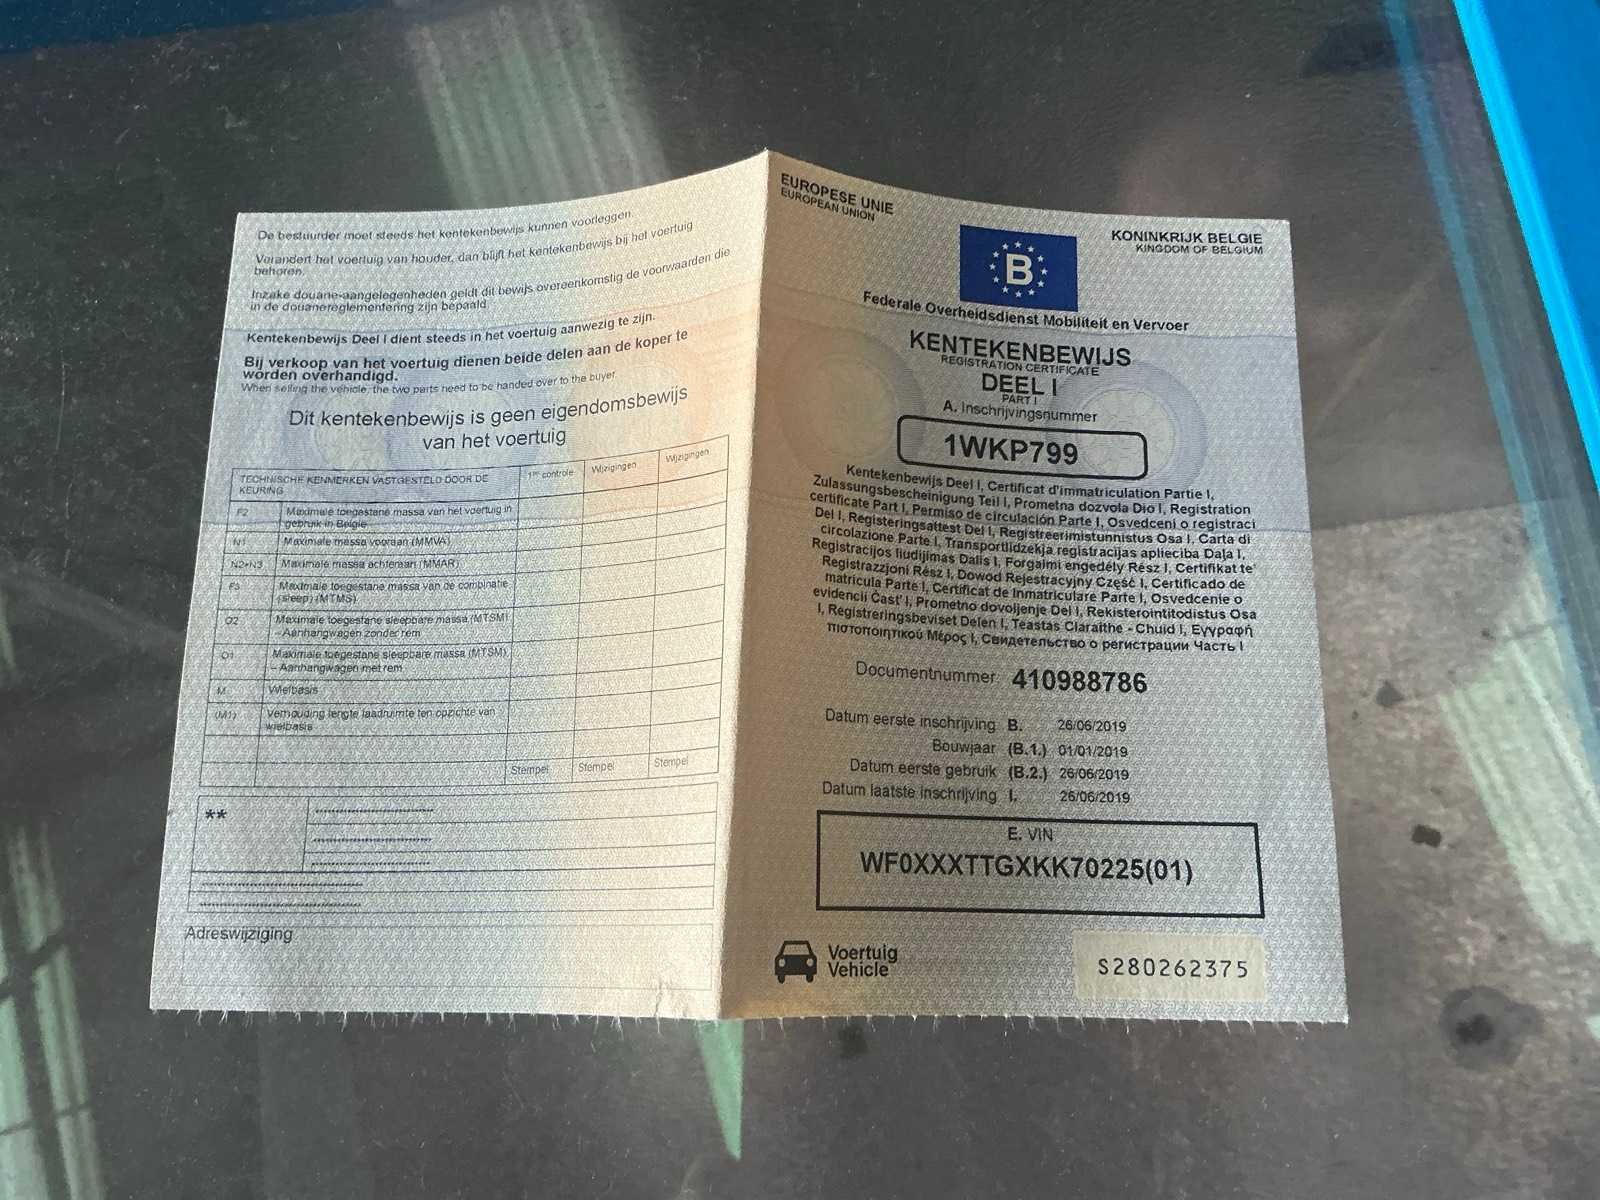 De bestuurder moet steeds het kentekenbewijs kunnen voorleggen
Verandert het voertuig van houder, dan blijft het kentekenbewijs bij het voertuig
behoren.
Inzake douane-aangelegenheden geldt dit bewijs overeenkomstig de voorwaarden die
in de douanereglementering zijn bepaald
Kentekenbewijs Deel I dient steeds in het voertuig aanwezig te zijn.
Bij verkoop van het voertuig dienen beide delen aan de koper te
worden overhandigd.
When selling the vehicle, the two parts need to be handed over to the buyer
Dit kentekenbewijs is geen eigendomsbewijs
van het voertuig
TECHNISCHE KENMERKEN VASTGESTELD DOOR DE
KEURING
1ste controle
Wijzigingen
Wijzigingen
F2 Maximale toegestane massa van het voertuig in
gebruik in België
N1 Maximale massa vooraan (MMVA)
N2+N3 Maximale massa achteraan (MMAR)
F3 Maximale toegestane massa van de combinatie
(sleep) (MTMS)
O2 Maximale toegestane sleepbare massa (MTSM)
– Aanhangwagen zonder rem
O1 Maximale toegestane sleepbare massa (MTSM)
– Aanhangwagen met rem
M Wielbasis
(M1) Verhouding lengte laadruimte ten opzichte van
wielbasis
Stempel Stempel Stempel
**
Adreswijziging
EUROPESE UNIE
EUROPEAN UNION
B
KONINKRIJK BELGIE
KINGDOM OF BELGIUM
Federale Overheidsdienst Mobiliteit en Vervoer
KENTEKENBEWIJS
REGISTRATION CERTIFICATE
DEEL I
PART I
A. Inschrijvingsnummer
1WKP799
Kentekenbewijs Deel I, Certificat d'immatriculation Partie I,
Zulassungsbescheinigung Teil I, Prometna dozvola Dio I, Registration
certificate Part I, Permiso de circulación Parte I, Osvedceni o registraci
Del I, Registeringsattest Del I, Registreerimistunnistus Osa I, Carta di
circolazione Parte I, Transportlidzekja registracijas aplieciba Daļa I,
Registracijos liudijimas Dalis I, Forgalmi engedély Rész I, Certifikat te'
Registrazzjoni Rész I, Dowod Rejestracyjny Część I, Certificado de
matricula Parte I, Certificat de Inmatriculare Parte I, Osvedcenie o
evidencii Čast' I, Prometno dovoljenje Del I, Rekisterointitodistus Osa
I, Registreringsbeviset Delen I, Teastas Claraithe - Chuid I, Εγγραφή
πιστοποιητικού Μέρος I, Свидетельство о регистрации Часть I
Documentnummer 410988786
Datum eerste inschrijving B. 26/06/2019
Bouwjaar (B.1.) 01/01/2019
Datum eerste gebruik (B.2.) 26/06/2019
Datum laatste inschrijving I. 26/06/2019
E. VIN
WF0XXXTTGXKK70225(01)
Voertuig
Vehicle
S280262375